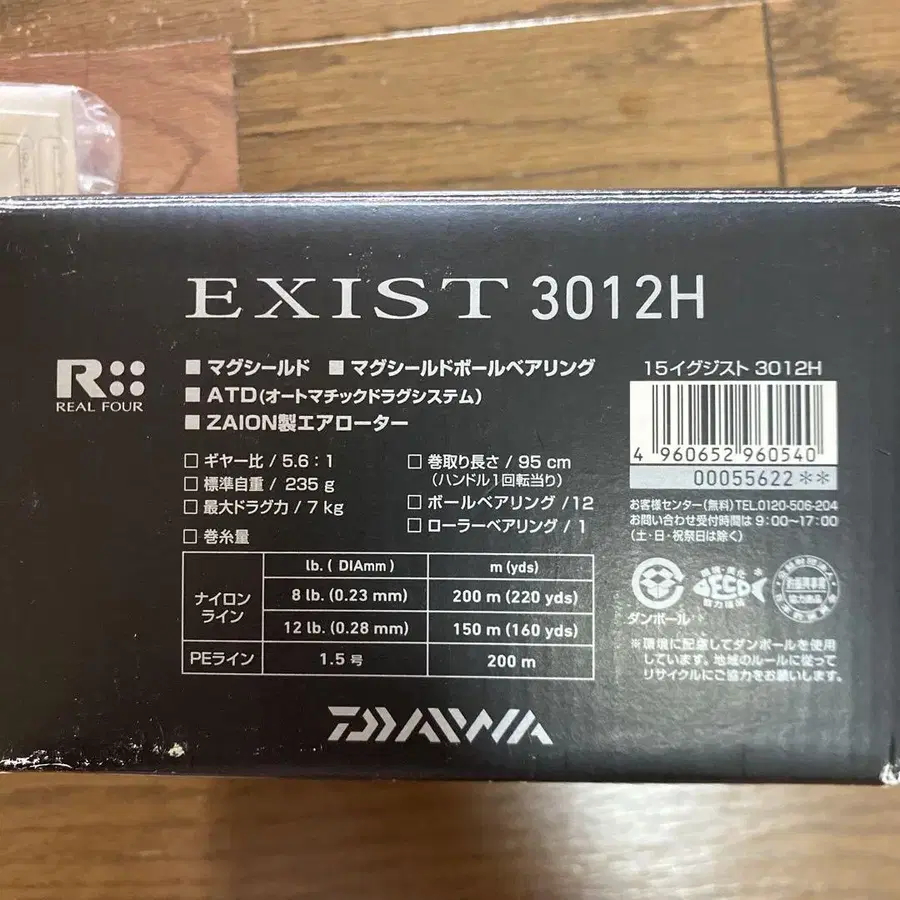 EXIST 3012H
R
REAL FOUR
■ マグシールド ■ マグシールドボールベアリング
■ ATD(オートマチックドラグシステム)
■ ZAION製エアローター
□ ギヤー比 / 5.6:1
□ 標準自重 / 235 g
□ 最大ドラグ力 / 7 kg
□ 巻糸量
□ 巻取り長さ / 95 cm
(ハンドル1回転当り)
□ ボールベアリング / 12
□ ローラーベアリング / 1
lb. ( DIAmm ) m (yds)
ナイロンライン 8 lb. (0.23 mm) 200 m (220 yds)
12 lb. (0.28 mm) 150 m (160 yds)
PEライン 1.5 号 200 m
DAIWA
15イグジスト 3012H
4 960652 960540
00055622**
お客様センター(無料)TEL.0120-506-204
お問い合わせ受付時間は 9:00~17:00
(土・日・祝祭日は除く)
ダンボール
ECO
協力商品
※環境に配慮してダンボールを使用
しています。地域のルールに従って
リサイクルにご協力をお願いします。